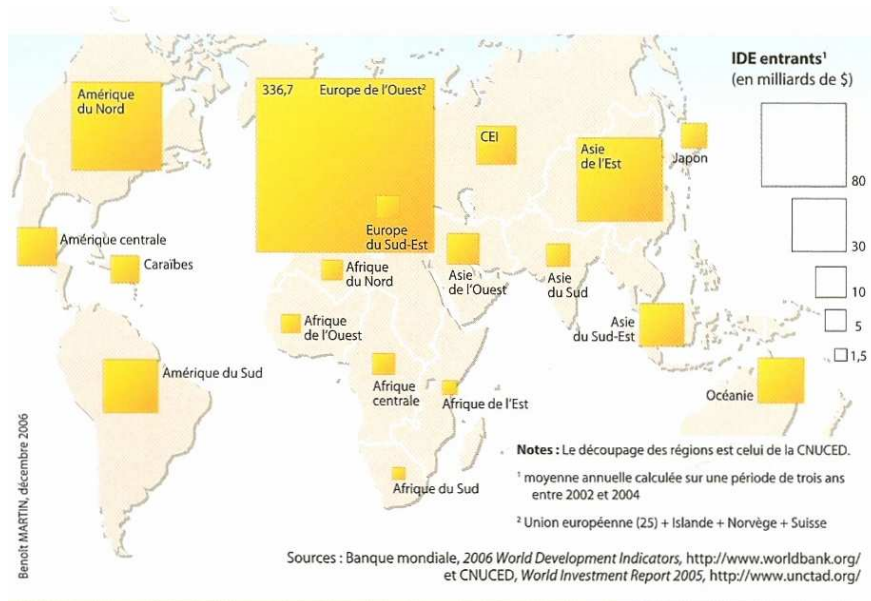 IDE entrants¹
(en milliards de $)
80
30
10
5
1,5
Amérique
du Nord
336,7 Europe de l'Ouest²
CEI
Asie
de l'Est
Japon
Amérique centrale
Caraïbes
Europe
du Sud-Est
Afrique
du Nord
Asie
de l'Ouest
Asie
du Sud
Afrique
de l'Ouest
Asie
du Sud-Est
Amérique du Sud
Afrique
centrale
Afrique de l'Est
Océanie
Afrique du Sud
Benoît MARTIN, décembre 2006
Notes : Le découpage des régions est celui de la CNUCED.
¹ moyenne annuelle calculée sur une période de trois ans
entre 2002 et 2004
² Union européenne (25) + Islande + Norvège + Suisse
Sources : Banque mondiale, 2006 World Development Indicators, http://www.worldbank.org/
et CNUCED, World Investment Report 2005, http://www.unctad.org/